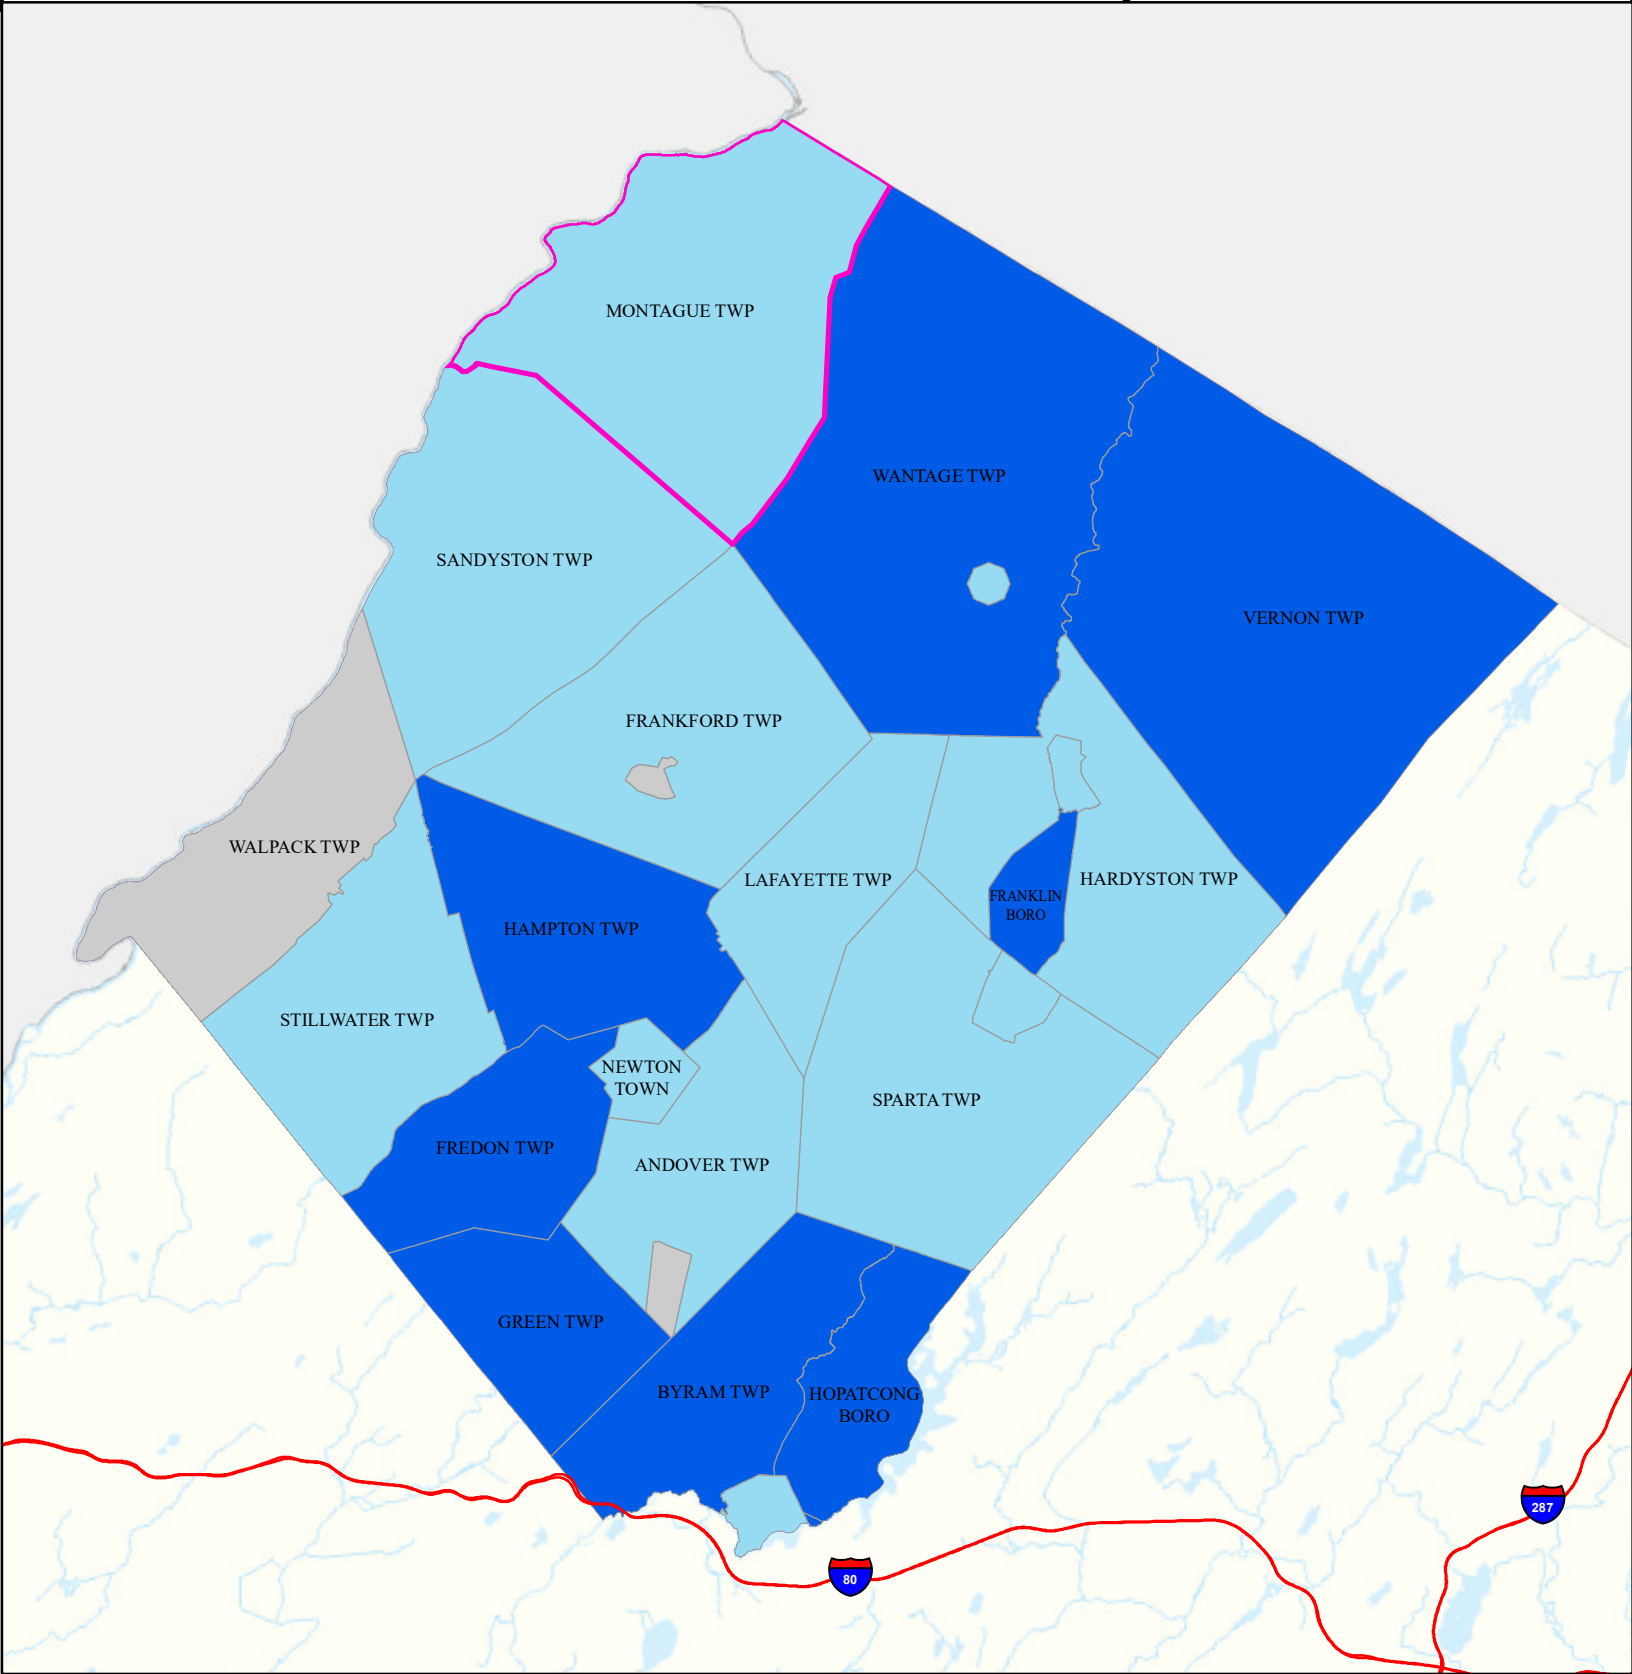 MONTAGUE TWP
WANTAGE TWP
SANDYSTON TWP
VERNON TWP
FRANKFORD TWP
WALPACK TWP
LAFAYETTE TWP
HARDYSTON TWP
FRANKLIN
BORO
HAMPTON TWP
STILLWATER TWP
NEWTON
TOWN
SPARTA TWP
FREDON TWP
ANDOVER TWP
GREEN TWP
BYRAM TWP
HOPATCONG
BORO
287
80